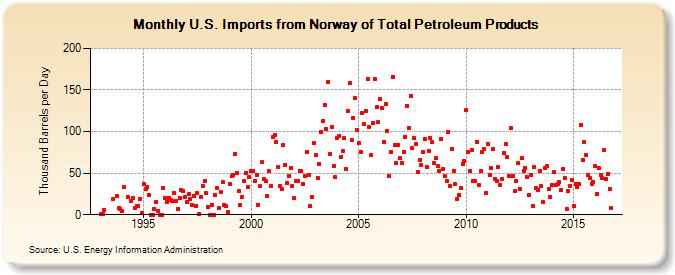 Monthly U.S. Imports from Norway of Total Petroleum Products
Thousand Barrels per Day
200
150
100
50
0
1995 2000 2005 2010 2015
Source: U.S. Energy Information Administration